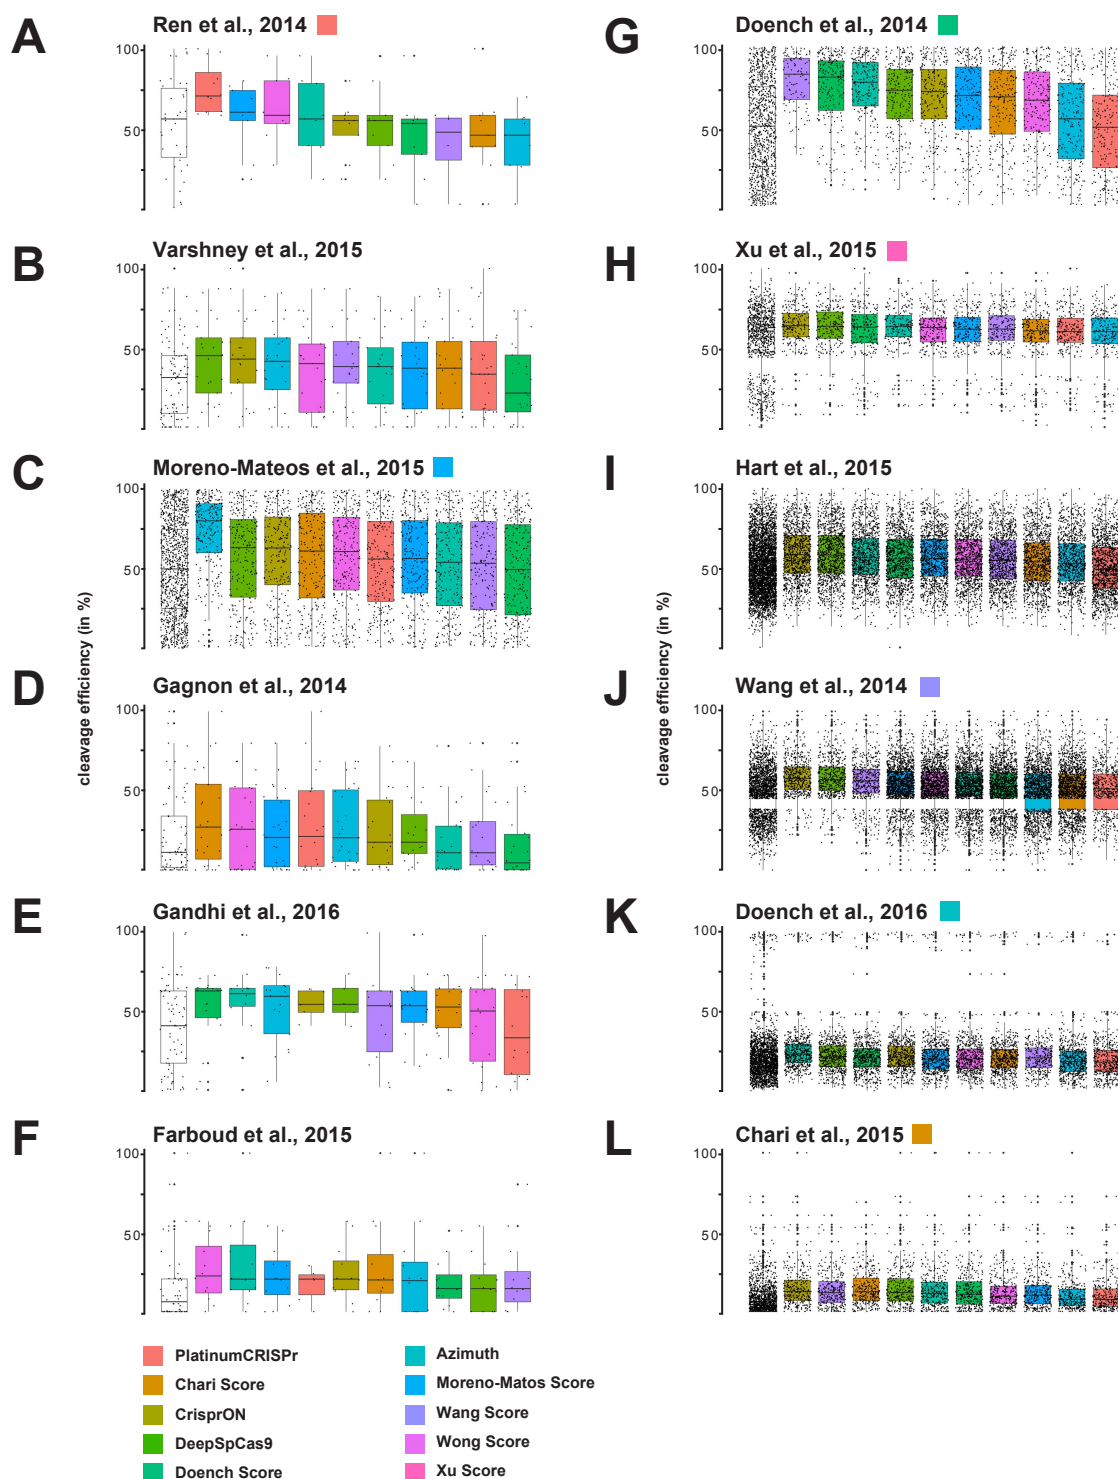 A Ren et al., 2014
100
50
B Varshney et al., 2015
100
50
C Moreno-Mateos et al., 2015
100
50
cleavage efficiency (in %)
D Gagnon et al., 2014
100
50
E Gandhi et al., 2016
100
50
F Farboud et al., 2015
100
50
G Doench et al., 2014
100
50
H Xu et al., 2015
100
50
I Hart et al., 2015
100
50
cleavage efficiency (in %)
J Wang et al., 2014
100
50
K Doench et al., 2016
100
50
L Chari et al., 2015
100
50
PlatinumCRISPr
Chari Score
CrisprON
DeepSpCas9
Doench Score
Azimuth
Moreno-Matos Score
Wang Score
Wong Score
Xu Score